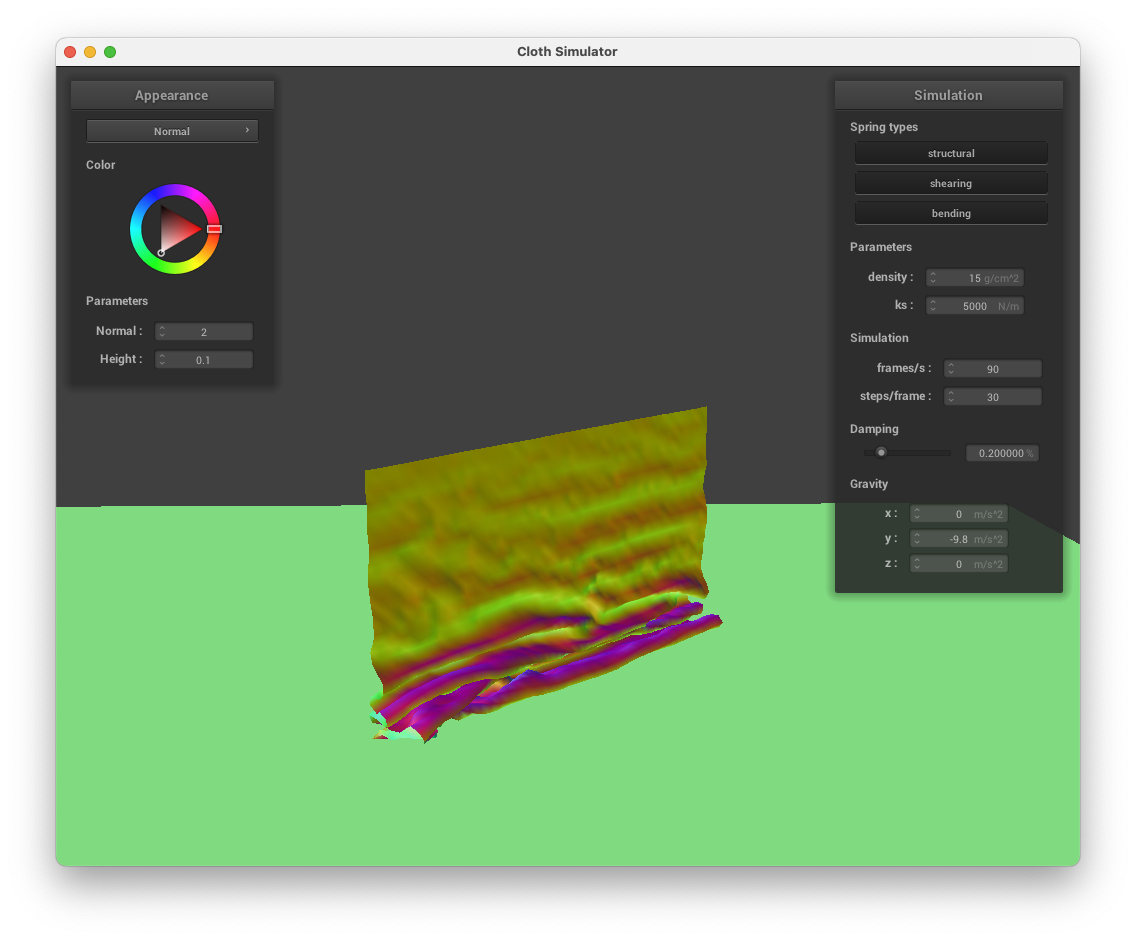 Cloth Simulator
Appearance
Normal ›
Color
Parameters
Normal : 2
Height : 0.1
Simulation
Spring types
structural
shearing
bending
Parameters
density : 15 g/cm^2
ks : 5000 N/m
Simulation
frames/s : 90
steps/frame : 30
Damping
0.200000 %
Gravity
x : 0 m/s^2
y : -9.8 m/s^2
z : 0 m/s^2